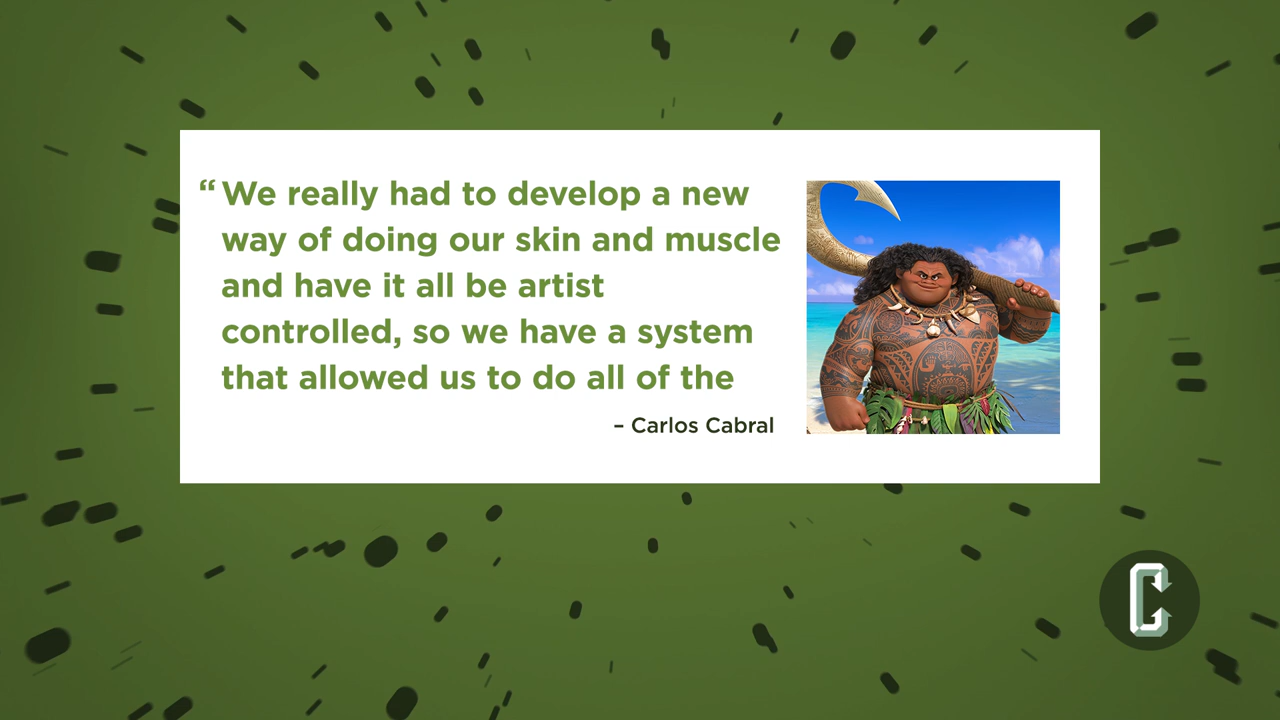 “ We really had to develop a new
way of doing our skin and muscle
and have it all be artist
controlled, so we have a system
that allowed us to do all of the
– Carlos Cabral
C